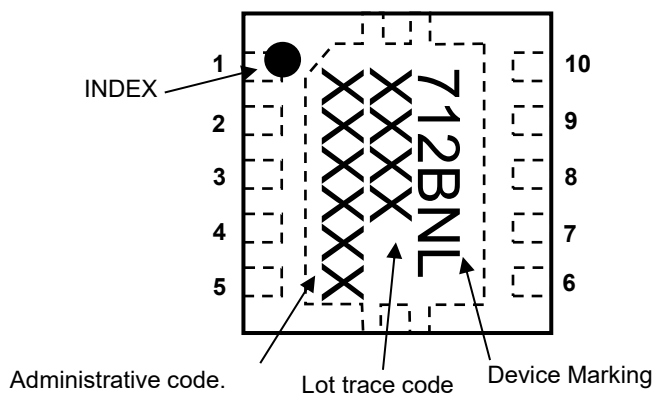 1
INDEX
2
3
4
5
10
9
8
7
6
712BNL
XXXX
XXXXXX
Administrative code.
Lot trace code
Device Marking